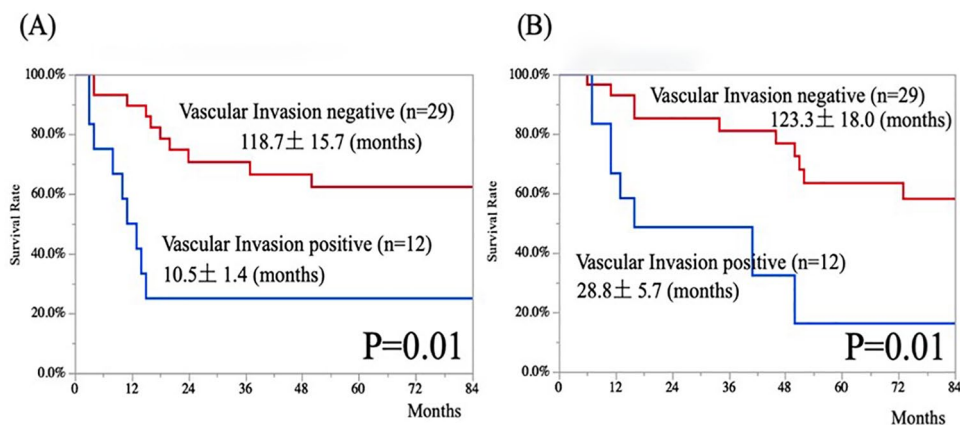 (A)
100.0%
80.0%
60.0%
40.0%
20.0%
0.0%
Survival Rate
Vascular Invasion negative (n=29)
118.7± 15.7 (months)
Vascular Invasion positive (n=12)
10.5± 1.4 (months)
P=0.01
0 12 24 36 48 60 72 84
Months
(B)
100.0%
80.0%
60.0%
40.0%
20.0%
0.0%
Survival Rate
Vascular Invasion negative (n=29)
123.3± 18.0 (months)
Vascular Invasion positive (n=12)
28.8± 5.7 (months)
P=0.01
0 12 24 36 48 60 72 84
Months